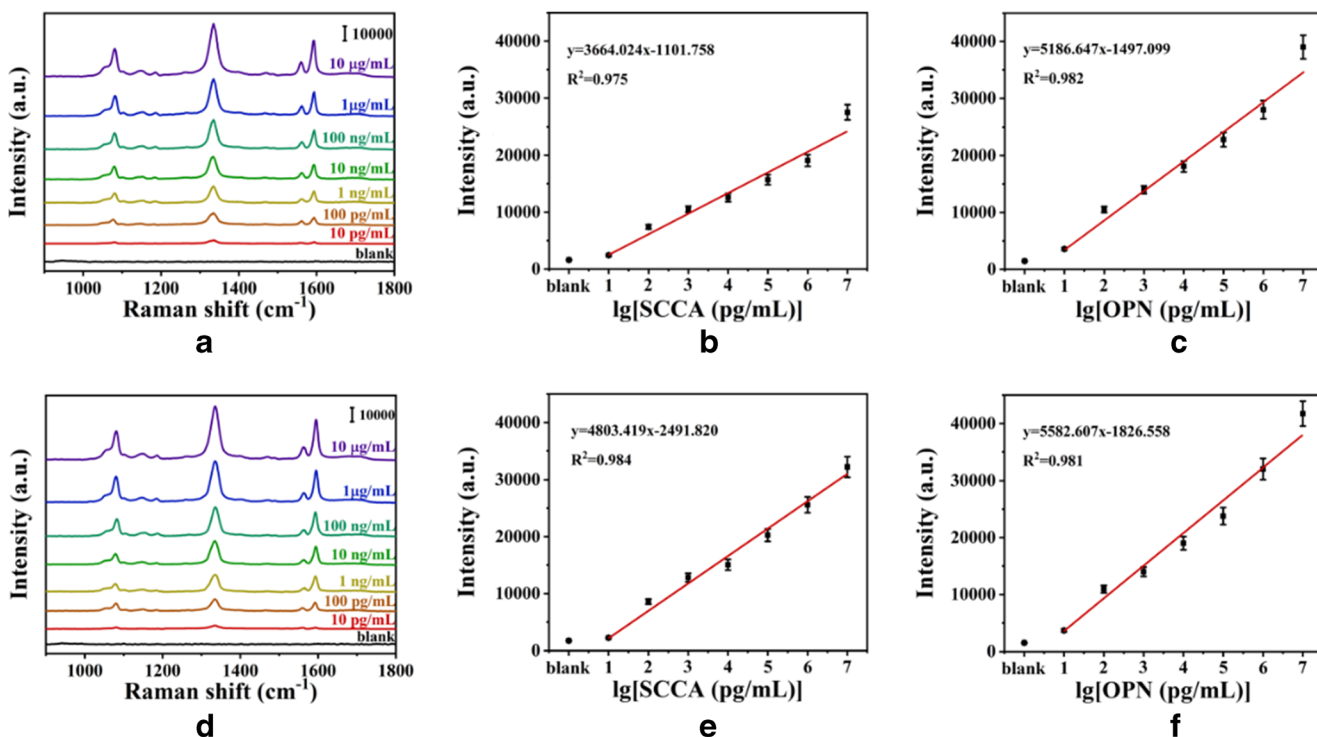 10000
10 μg/mL
1μg/mL
100 ng/mL
10 ng/mL
1 ng/mL
100 pg/mL
10 pg/mL
blank
Intensity (a.u.)
1000 1200 1400 1600 1800
Raman shift (cm-1)
a
y=3664.024x-1101.758
R2=0.975
40000
30000
20000
10000
0
Intensity (a.u.)
blank 1 2 3 4 5 6 7
lg[SCCA (pg/mL)]
b
y=5186.647x-1497.099
R2=0.982
40000
30000
20000
10000
0
Intensity (a.u.)
blank 1 2 3 4 5 6 7
lg[OPN (pg/mL)]
c
10000
10 μg/mL
1μg/mL
100 ng/mL
10 ng/mL
1 ng/mL
100 pg/mL
10 pg/mL
blank
Intensity (a.u.)
1000 1200 1400 1600 1800
Raman shift (cm-1)
d
y=4803.419x-2491.820
R2=0.984
40000
30000
20000
10000
0
Intensity (a.u.)
blank 1 2 3 4 5 6 7
lg[SCCA (pg/mL)]
e
y=5582.607x-1826.558
R2=0.981
40000
30000
20000
10000
0
Intensity (a.u.)
blank 1 2 3 4 5 6 7
lg[OPN (pg/mL)]
f